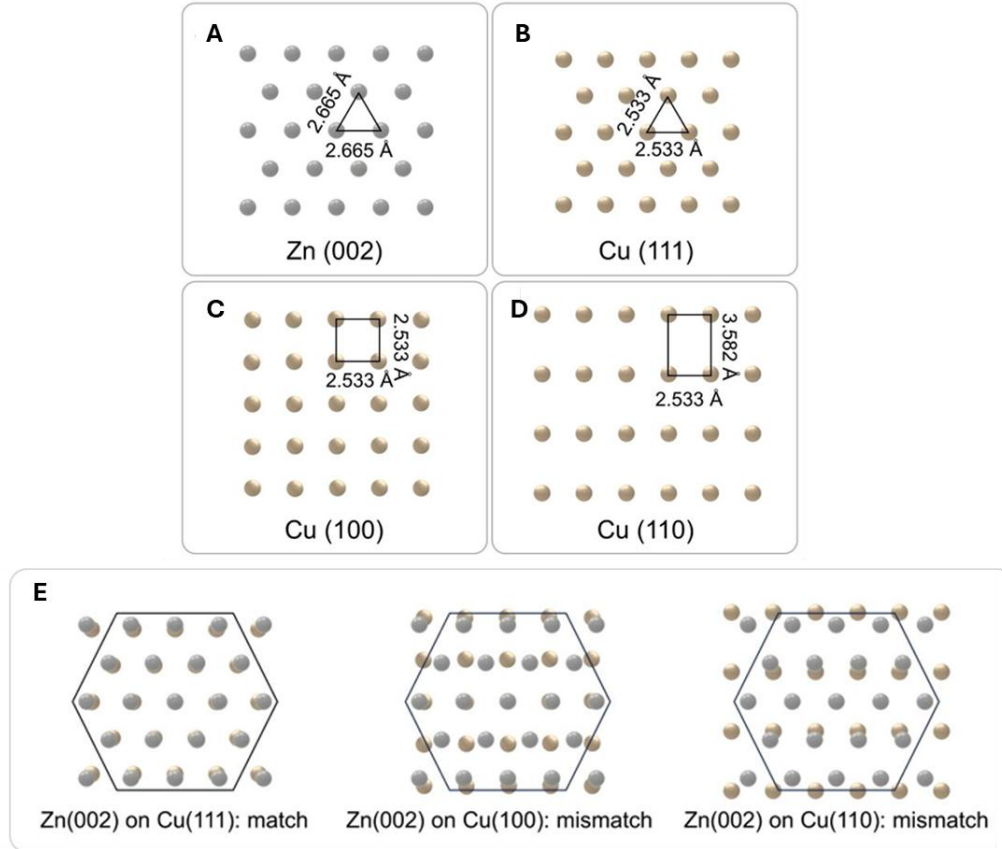 A
2.665 Å
2.665 Å
Zn (002)
B
2.533 Å
2.533 Å
Cu (111)
C
2.533 Å
2.533 Å
Cu (100)
D
3.582 Å
2.533 Å
Cu (110)
E
Zn(002) on Cu(111): match
Zn(002) on Cu(100): mismatch
Zn(002) on Cu(110): mismatch